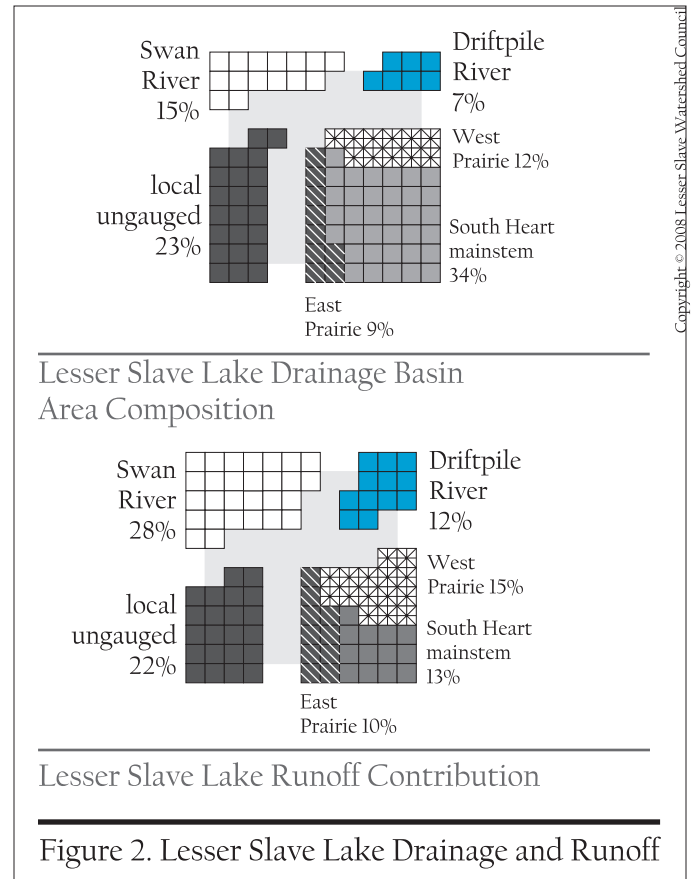 Swan
River
15%
Driftpile
River
7%
West
Prairie 12%
local
ungauged
23%
South Heart
mainstem
34%
East
Prairie 9%
Copyright © 2008 Lesser Slave Watershed Council
Lesser Slave Lake Drainage Basin
Area Composition
Swan
River
28%
Driftpile
River
12%
West
Prairie 15%
local
ungauged
22%
South Heart
mainstem
13%
East
Prairie 10%
Lesser Slave Lake Runoff Contribution
Figure 2. Lesser Slave Lake Drainage and Runoff